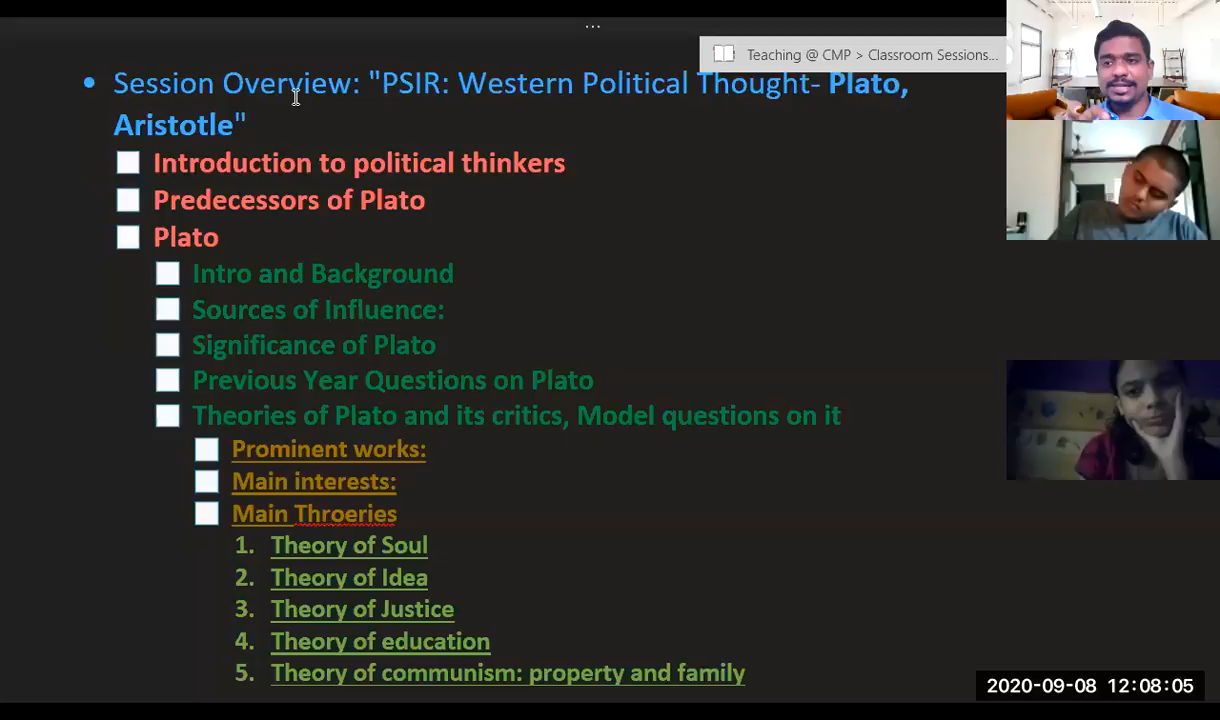 ...
Teaching @ CMP > Classroom Sessions...
• Session Overview: "PSIR: Western Political Thought- Plato,
Aristotle"
Introduction to political thinkers
Predecessors of Plato
Plato
Intro and Background
Sources of Influence:
Significance of Plato
Previous Year Questions on Plato
Theories of Plato and its critics, Model questions on it
Prominent works:
Main interests:
Main Throeries
1. Theory of Soul
2. Theory of Idea
3. Theory of Justice
4. Theory of education
5. Theory of communism: property and family
2020-09-08 12:08:05